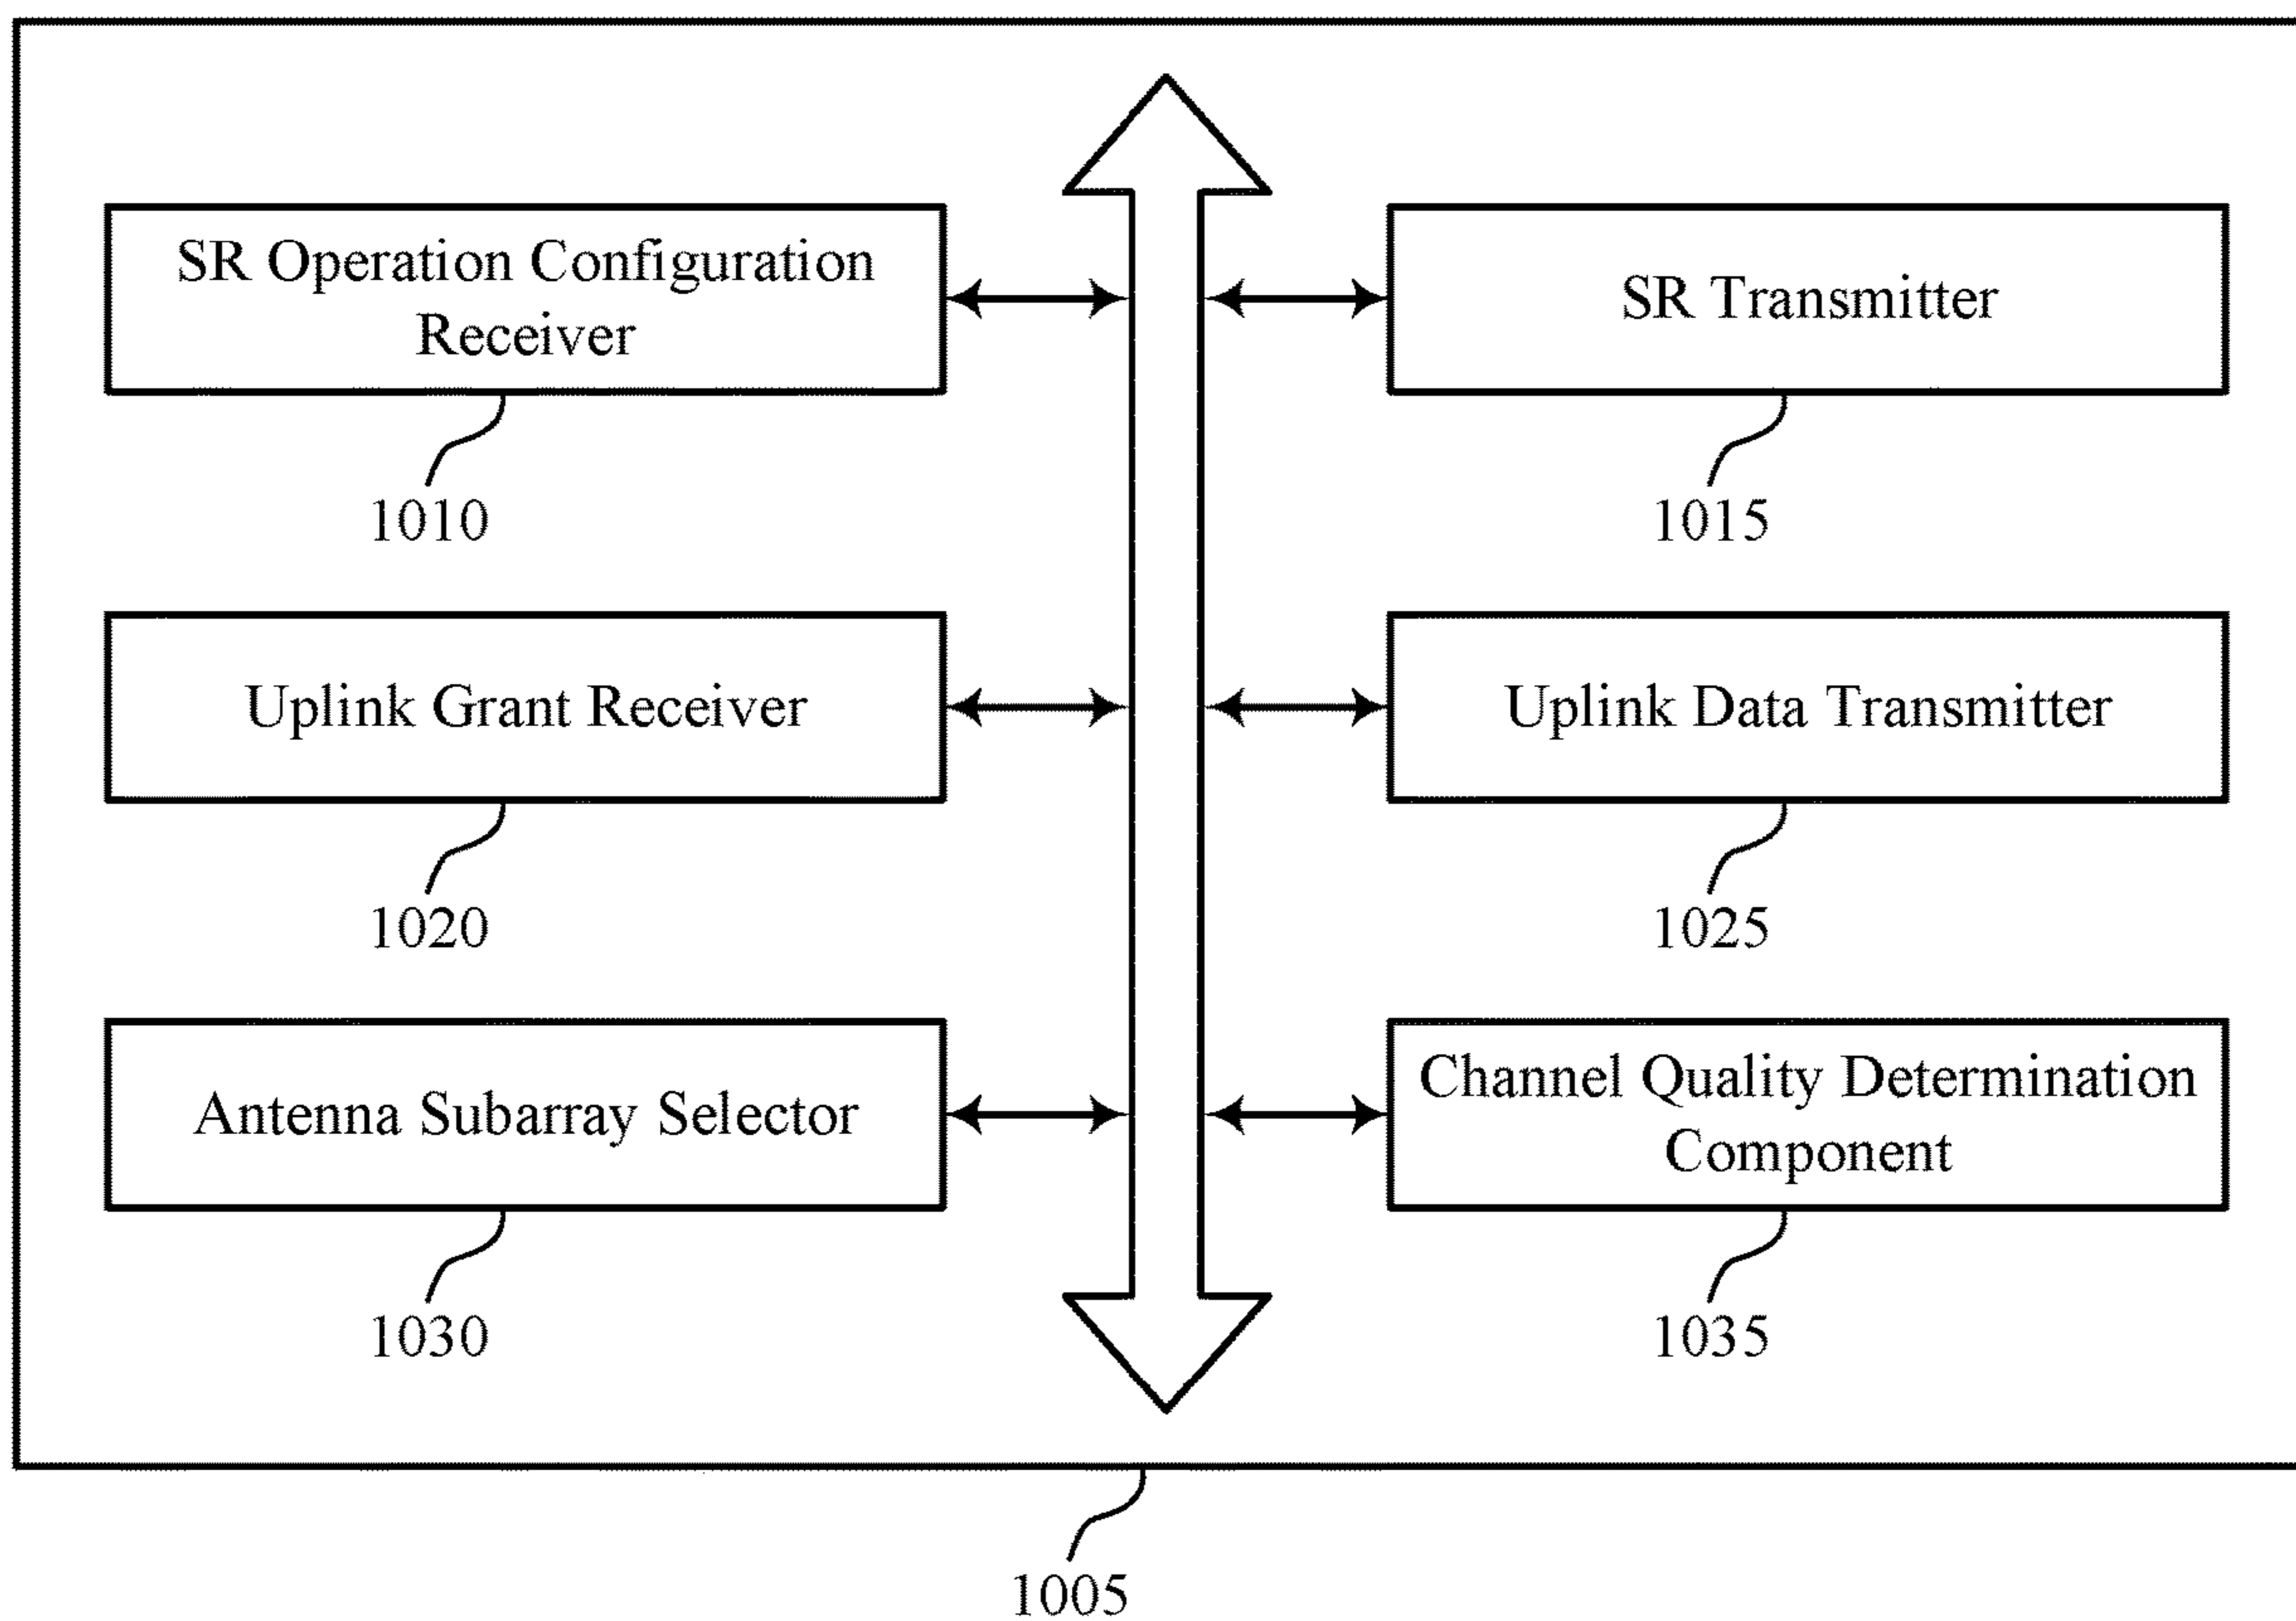 SR Operation Configuration
Receiver
1010
SR Transmitter
1015
Uplink Grant Receiver
1020
Uplink Data Transmitter
1025
Antenna Subarray Selector
1030
Channel Quality Determination
Component
1035
1005